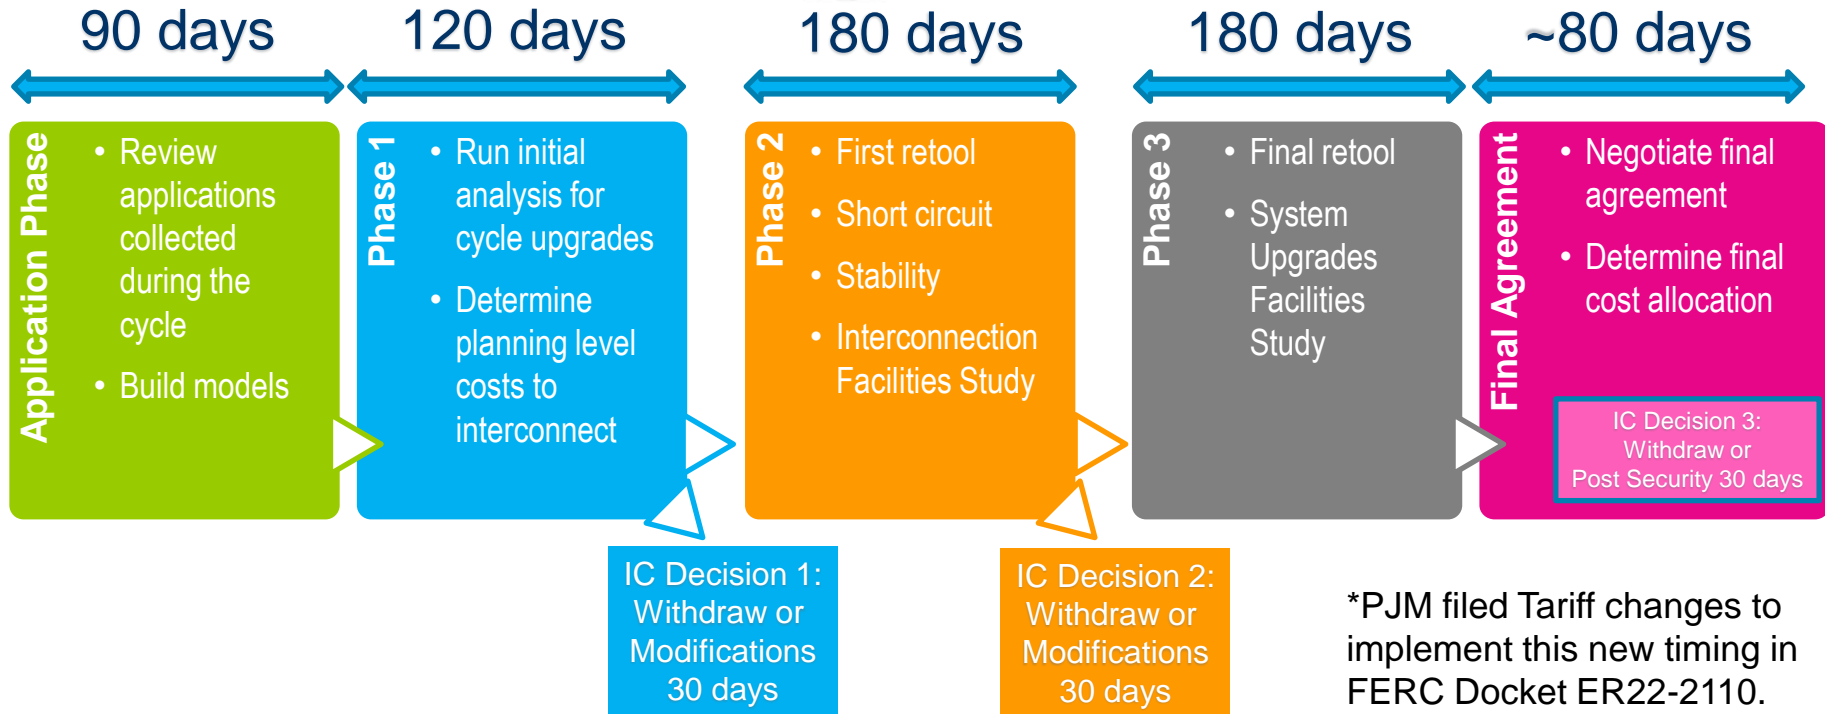 90 days
120 days
180 days
180 days
~80 days
Application Phase
• Review
applications
collected
during the
cycle
• Build models
Phase 1
• Run initial
analysis for
cycle upgrades
• Determine
planning level
costs to
interconnect
Phase 2
• First retool
• Short circuit
• Stability
• Interconnection
Facilities Study
Phase 3
• Final retool
• System
Upgrades
Facilities
Study
Final Agreement
• Negotiate final
agreement
• Determine final
cost allocation
IC Decision 3:
Withdraw or
Post Security 30 days
IC Decision 1:
Withdraw or
Modifications
30 days
IC Decision 2:
Withdraw or
Modifications
30 days
*PJM filed Tariff changes to
implement this new timing in
FERC Docket ER22-2110.